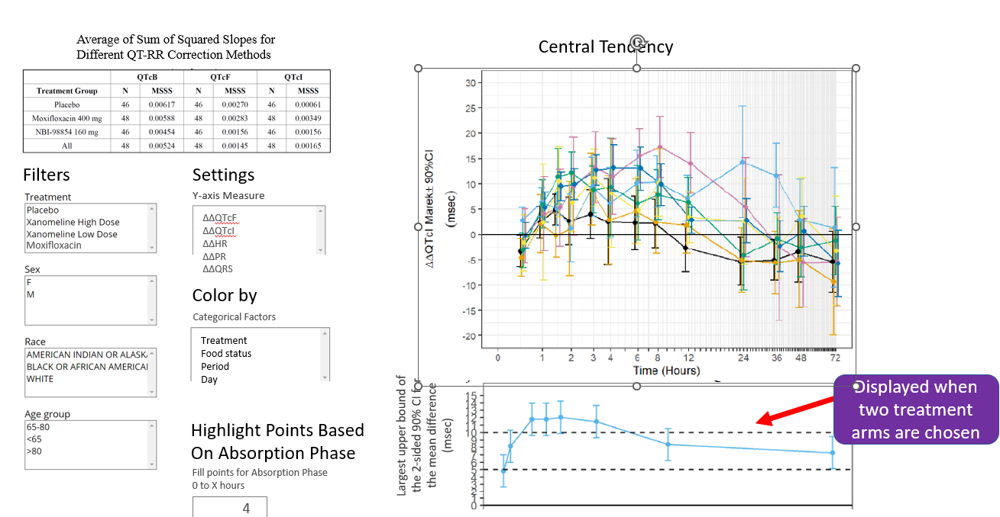 Average of Sum of Squared Slopes for
Different QT-RR Correction Methods
QTcB QTcF QTcI
Treatment Group N MSSS N MSSS N MSSS
Placebo 46 0.00617 46 0.00270 46 0.00061
Moxifloxacin 400 mg 48 0.00588 48 0.00283 48 0.00349
NBI-98854 160 mg 46 0.00454 46 0.00156 46 0.00156
All 48 0.00524 48 0.00145 48 0.00165
Filters
Treatment
Placebo
Xanomeline High Dose
Xanomeline Low Dose
Moxifloxacin
Sex
F
M
Race
AMERICAN INDIAN OR ALASKA
BLACK OR AFRICAN AMERICAN
WHITE
Age group
65-80
<65
>80
Settings
Y-axis Measure
ΔΔQTcF
ΔΔQTcI
ΔΔHR
ΔΔPR
ΔΔQRS
Color by
Categorical Factors
Treatment
Food status
Period
Day
Highlight Points Based
On Absorption Phase
Fill points for Absorption Phase
0 to X hours
4
Central Tendency
ΔΔQTcI Marek± 90%CI
(msec)
30
25
20
15
10
5
0
-5
-10
-15
-20
0 1 2 3 4 6 8 12 24 36 48 72
Time (Hours)
Largest upper bound of
the 2-sided 90% CI for
the mean difference
(msec)
15
10
9
8
7
6
5
4
3
2
1
0
Displayed when
two treatment
arms are chosen